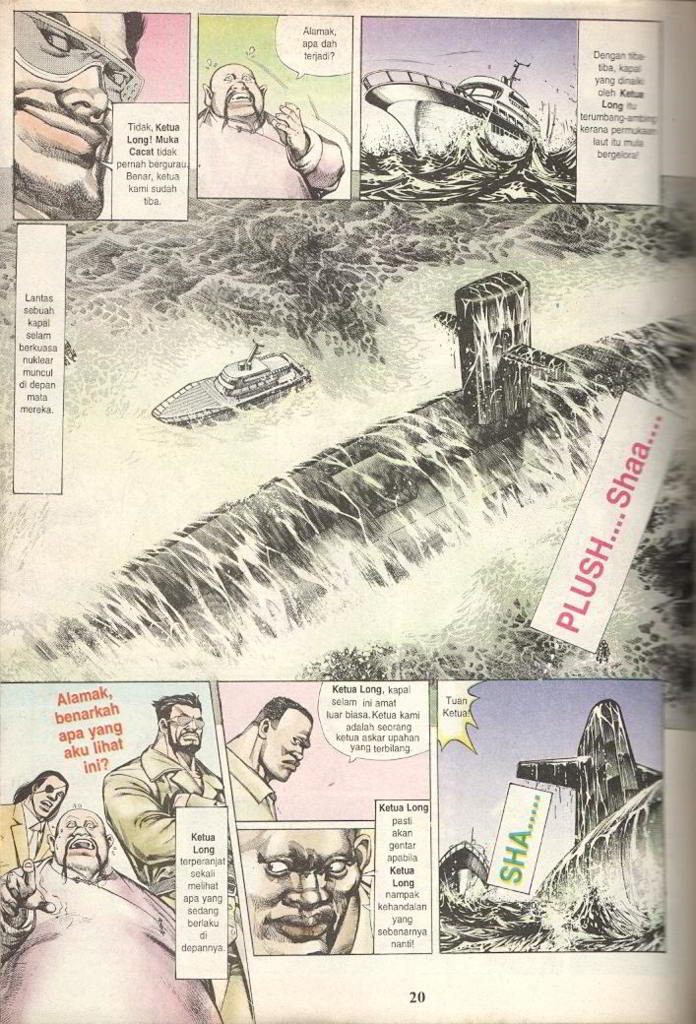 Tidak, Ketua
Long! Muka
Cacat tidak
pernah bergurau.
Benar, ketua
kami sudah
tiba.
Alamak,
apa dah
terjadi?
Dengan tiba-
tiba, kapal
yang dinaiki
oleh Ketua
Long itu
terumbang-ambing
kerana permukaan
laut itu mula
bergelora!
Lantas
sebuah
kapal
selam
berkuasa
nuklear
muncul
di depan
mata
mereka.
PLUSH.... Shaa....
Alamak,
benarkah
apa yang
aku lihat
ini?
Ketua
Long
terperanjat
sekali
melihat
apa yang
sedang
berlaku
di
depannya.
Ketua Long, kapal
selam ini amat
luar biasa. Ketua kami
adalah seorang
ketua askar upahan
yang terbilang.
Ketua Long
pasti
akan
gentar
apabila
Ketua
Long
nampak
kehandalan
yang
sebenarnya
nanti!
Tuan
Ketua!
SHA.....
20